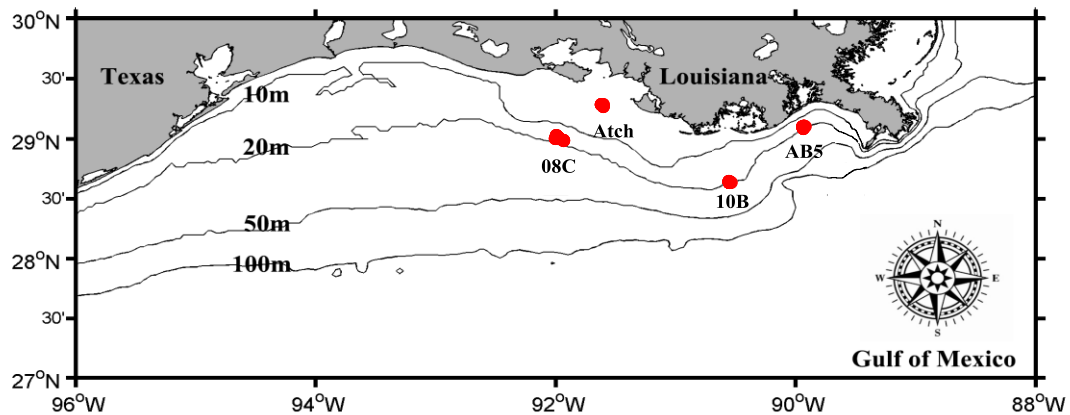 30°N
30'
29°N
30'
28°N
30'
27°N
96°W
94°W
92°W
90°W
88°W
Texas
Louisiana
10m
20m
50m
100m
Atch
08C
AB5
10B
N
W
E
S
Gulf of Mexico